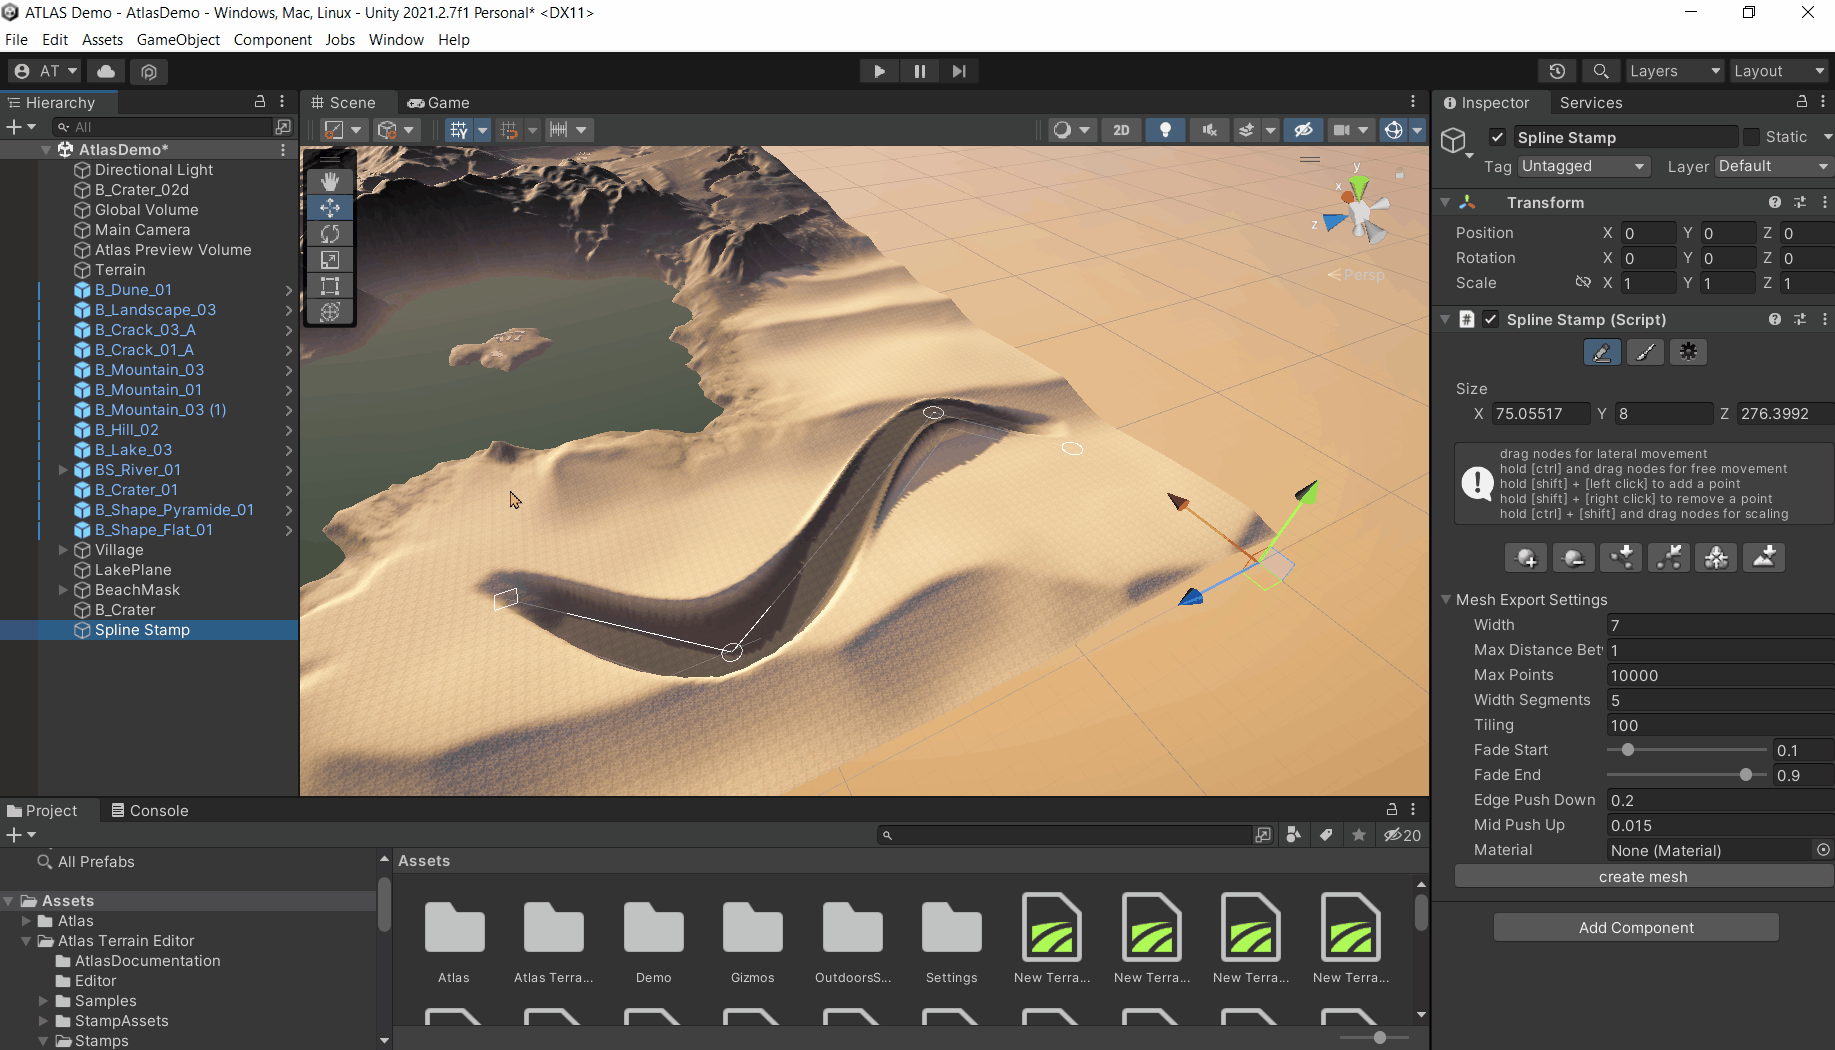 ATLAS Demo - AtlasDemo - Windows, Mac, Linux - Unity 2021.2.7f1 Personal* <DX11>
File Edit Assets GameObject Component Jobs Window Help
AT
Layers
Layout
Hierarchy
All
AtlasDemo*
Directional Light
B_Crater_02d
Global Volume
Main Camera
Atlas Preview Volume
Terrain
B_Dune_01
B_Landscape_03
B_Crack_03_A
B_Crack_01_A
B_Mountain_03
B_Mountain_01
B_Mountain_03 (1)
B_Hill_02
B_Lake_03
BS_River_01
B_Crater_01
B_Shape_Pyramide_01
B_Shape_Flat_01
Village
LakePlane
BeachMask
B_Crater
Spline Stamp
Scene
Game
2D
y
x
z
Persp
Inspector
Services
Spline Stamp
Static
Tag Untagged
Layer Default
Transform
Position X 0 Y 0 Z 0
Rotation X 0 Y 0 Z 0
Scale X 1 Y 1 Z 1
Spline Stamp (Script)
Size
X 75.05517 Y 8 Z 276.3992
drag nodes for lateral movement
hold [ctrl] and drag nodes for free movement
hold [shift] + [left click] to add a point
hold [shift] + [right click] to remove a point
hold [ctrl] + [shift] and drag nodes for scaling
Mesh Export Settings
Width 7
Max Distance Bet 1
Max Points 10000
Width Segments 5
Tiling 100
Fade Start 0.1
Fade End 0.9
Edge Push Down 0.2
Mid Push Up 0.015
Material None (Material)
create mesh
Add Component
Project
Console
20
All Prefabs
Assets
Atlas
Atlas Terrain Editor
AtlasDocumentation
Editor
Samples
StampAssets
Stamps
Assets
Atlas
Atlas Terra...
Demo
Gizmos
OutdoorsS...
Settings
New Terra...
New Terra...
New Terra...
New Terra...